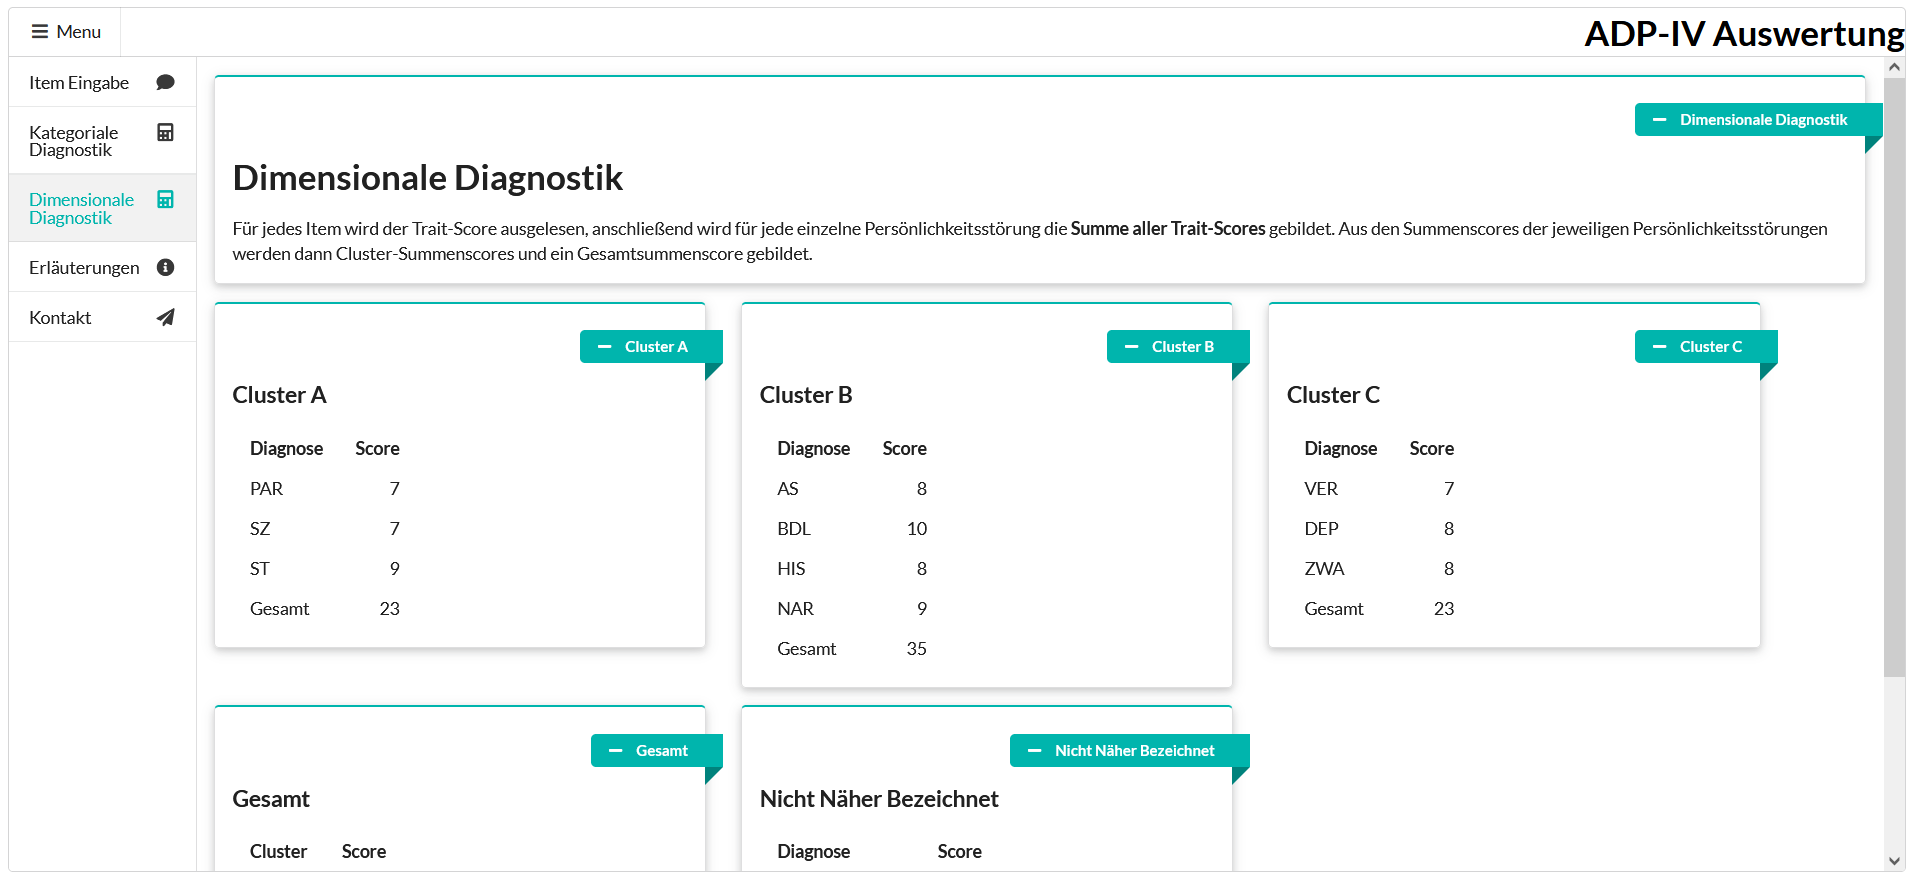 Menu
ADP-IV Auswertung
Item Eingabe
Kategoriale
Diagnostik
Dimensionale
Diagnostik
Erläuterungen
Kontakt
Dimensionale Diagnostik
Dimensionale Diagnostik
Für jedes Item wird der Trait-Score ausgelesen, anschließend wird für jede einzelne Persönlichkeitsstörung die Summe aller Trait-Scores gebildet. Aus den Summenscores der jeweiligen Persönlichkeitsstörungen
werden dann Cluster-Summenscores und ein Gesamtsummenscore gebildet.
Cluster A
Cluster A
Diagnose Score
PAR 7
SZ 7
ST 9
Gesamt 23
Cluster B
Cluster B
Diagnose Score
AS 8
BDL 10
HIS 8
NAR 9
Gesamt 35
Cluster C
Cluster C
Diagnose Score
VER 7
DEP 8
ZWA 8
Gesamt 23
Gesamt
Gesamt
Cluster Score
Nicht Näher Bezeichnet
Nicht Näher Bezeichnet
Diagnose Score